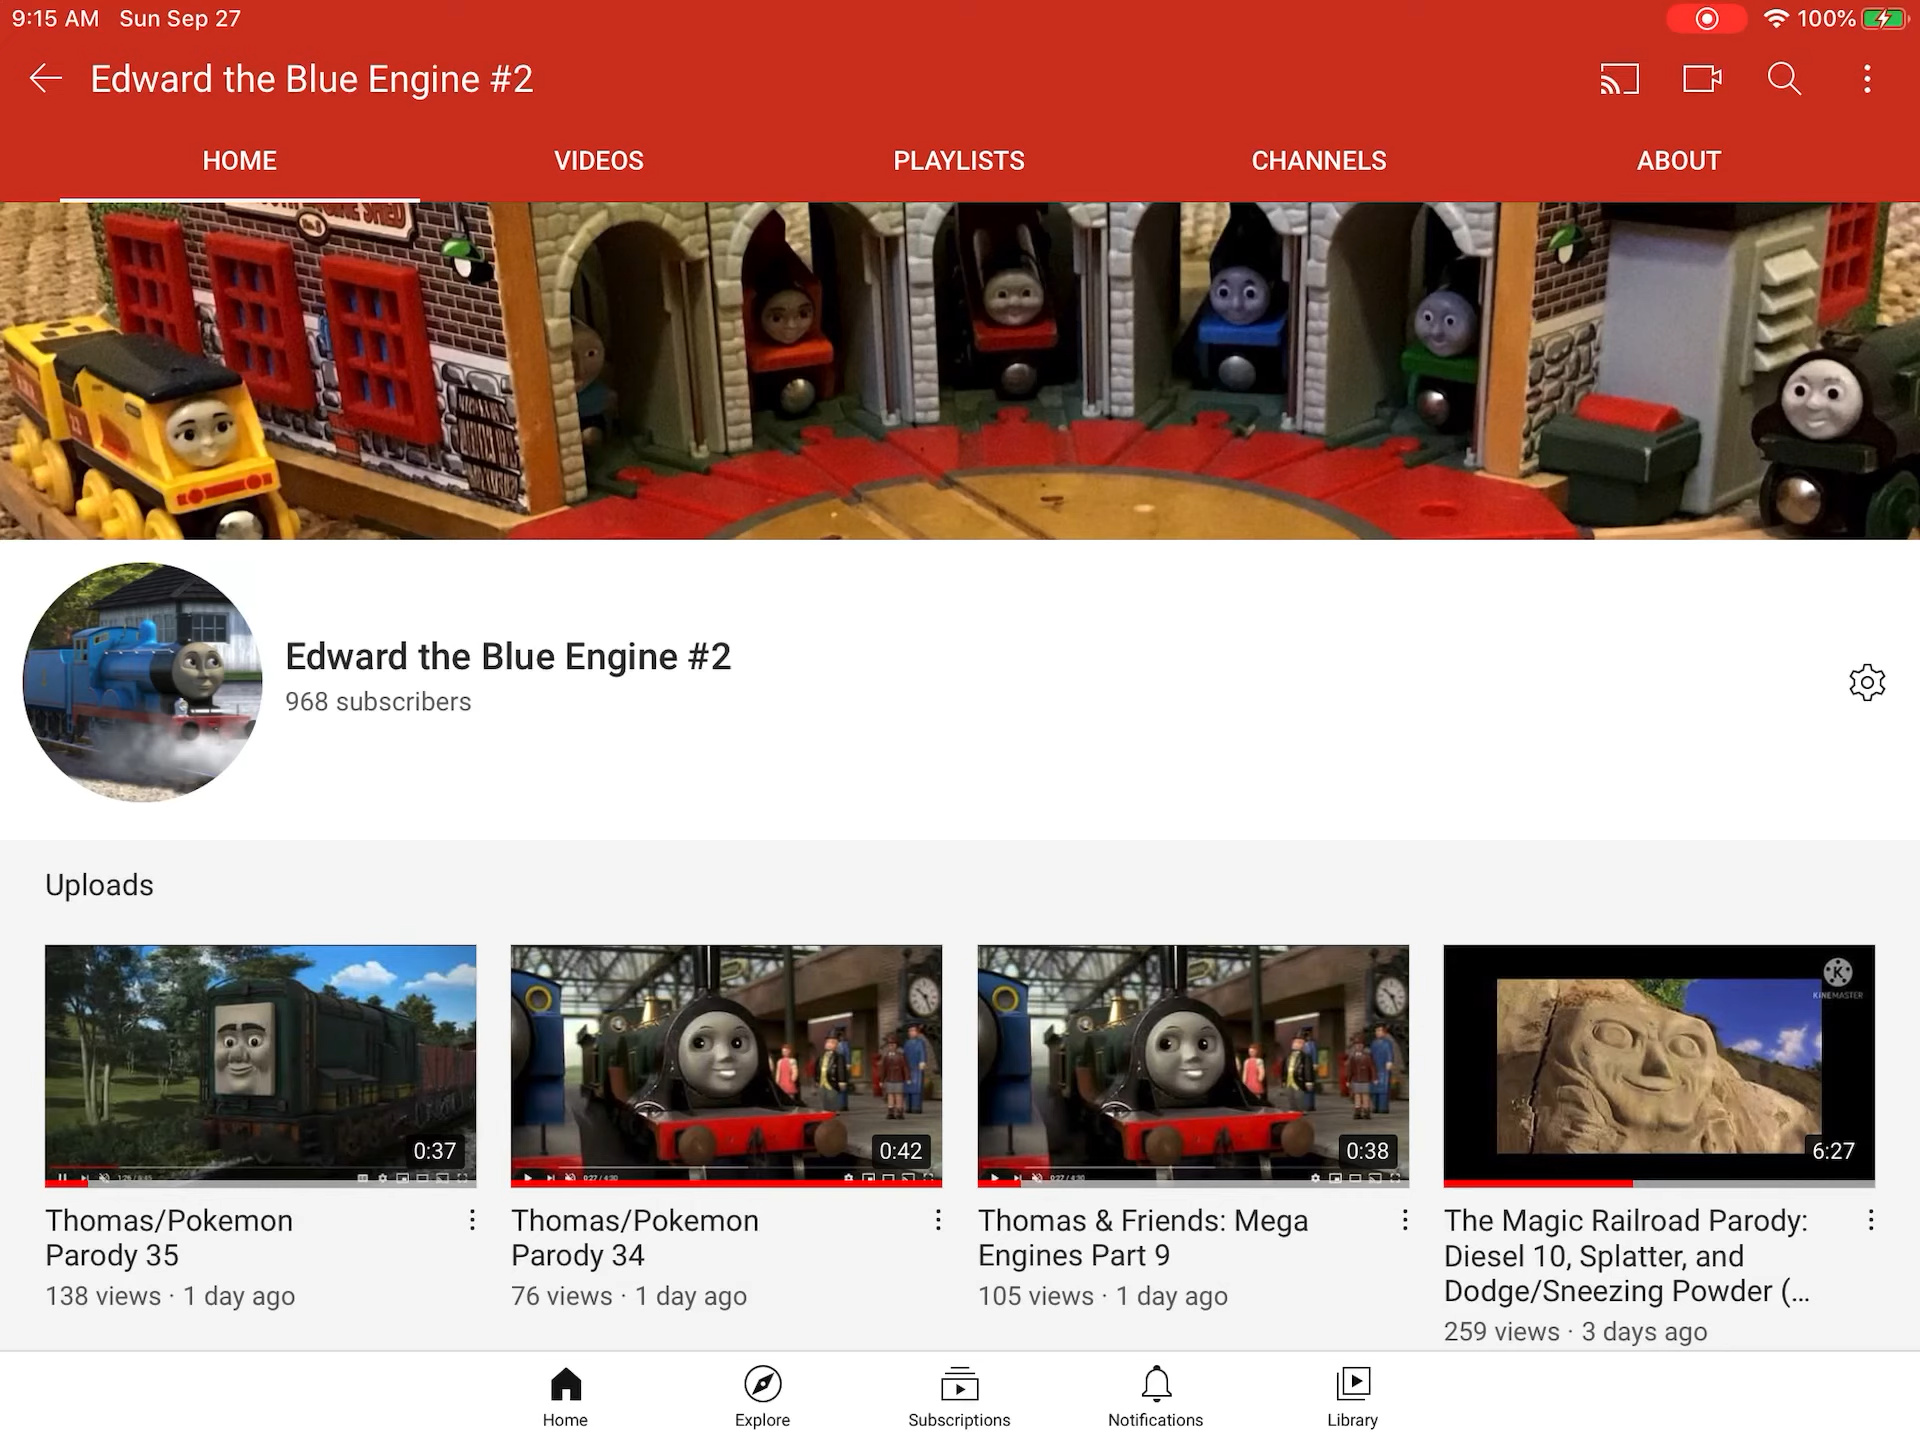 9:15 AM Sun Sep 27 100%
Edward the Blue Engine #2
HOME VIDEOS PLAYLISTS CHANNELS ABOUT
Edward the Blue Engine #2
968 subscribers
Uploads
0:37 0:42 0:38 6:27
KINEMASTER
Thomas/Pokemon
Parody 35
138 views · 1 day ago
Thomas/Pokemon
Parody 34
76 views · 1 day ago
Thomas & Friends: Mega
Engines Part 9
105 views · 1 day ago
The Magic Railroad Parody:
Diesel 10, Splatter, and
Dodge/Sneezing Powder (...
259 views · 3 days ago
Home Explore Subscriptions Notifications Library